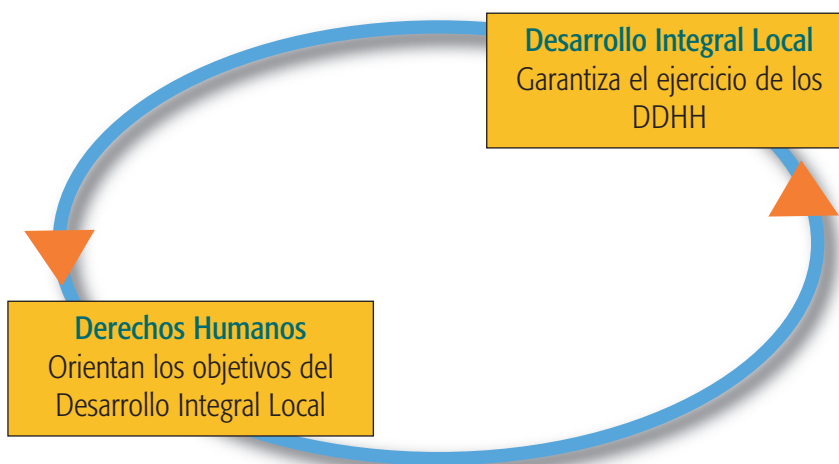 Desarrollo Integral Local
Garantiza el ejercicio de los
DDHH
Derechos Humanos
Orientan los objetivos del
Desarrollo Integral Local